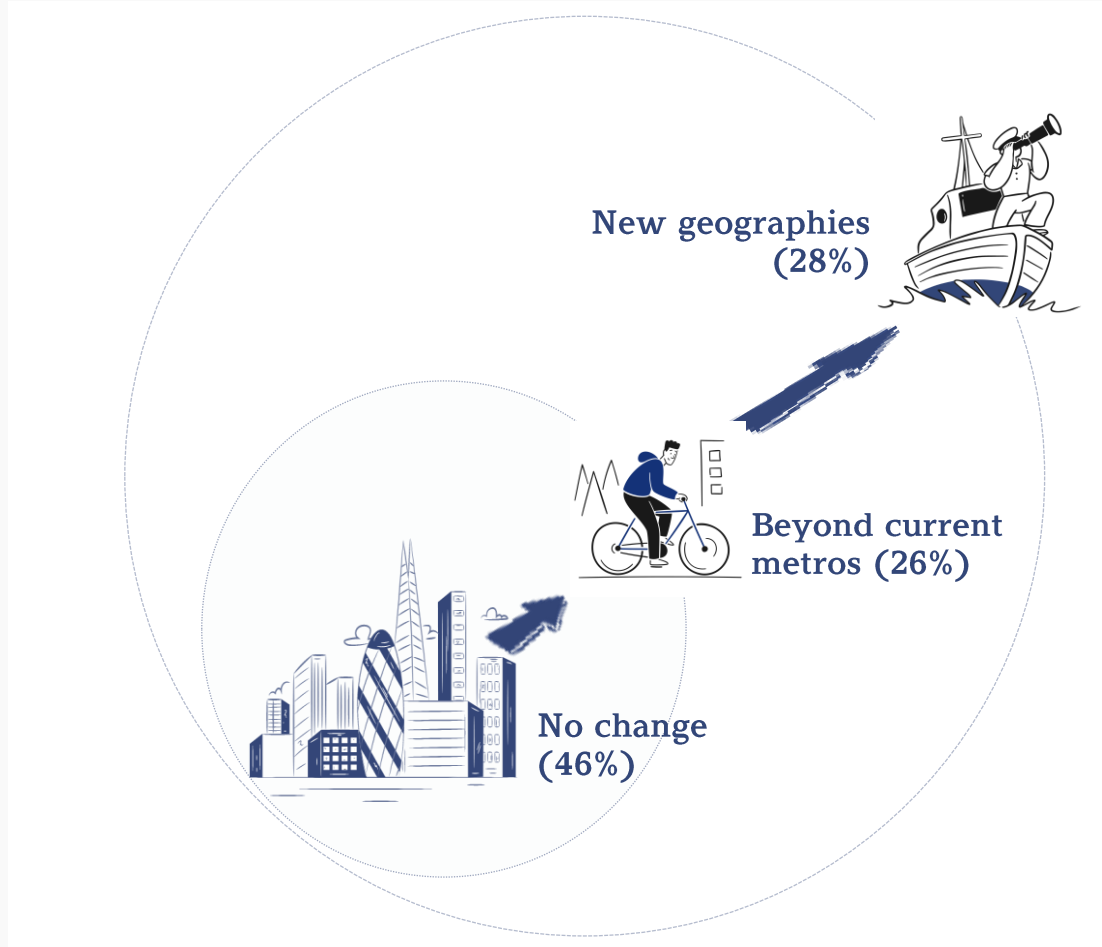 New geographies
(28%)
Beyond current
metros (26%)
No change
(46%)